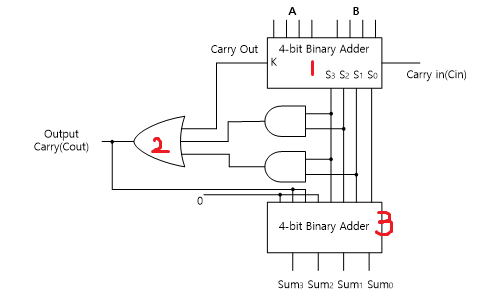 A B
4-bit Binary Adder
Carry Out
K
1
S3 S2 S1 S0
Carry in(Cin)
Output
Carry(Cout)
2
0
4-bit Binary Adder
3
Sum3 Sum2 Sum1 Sum0